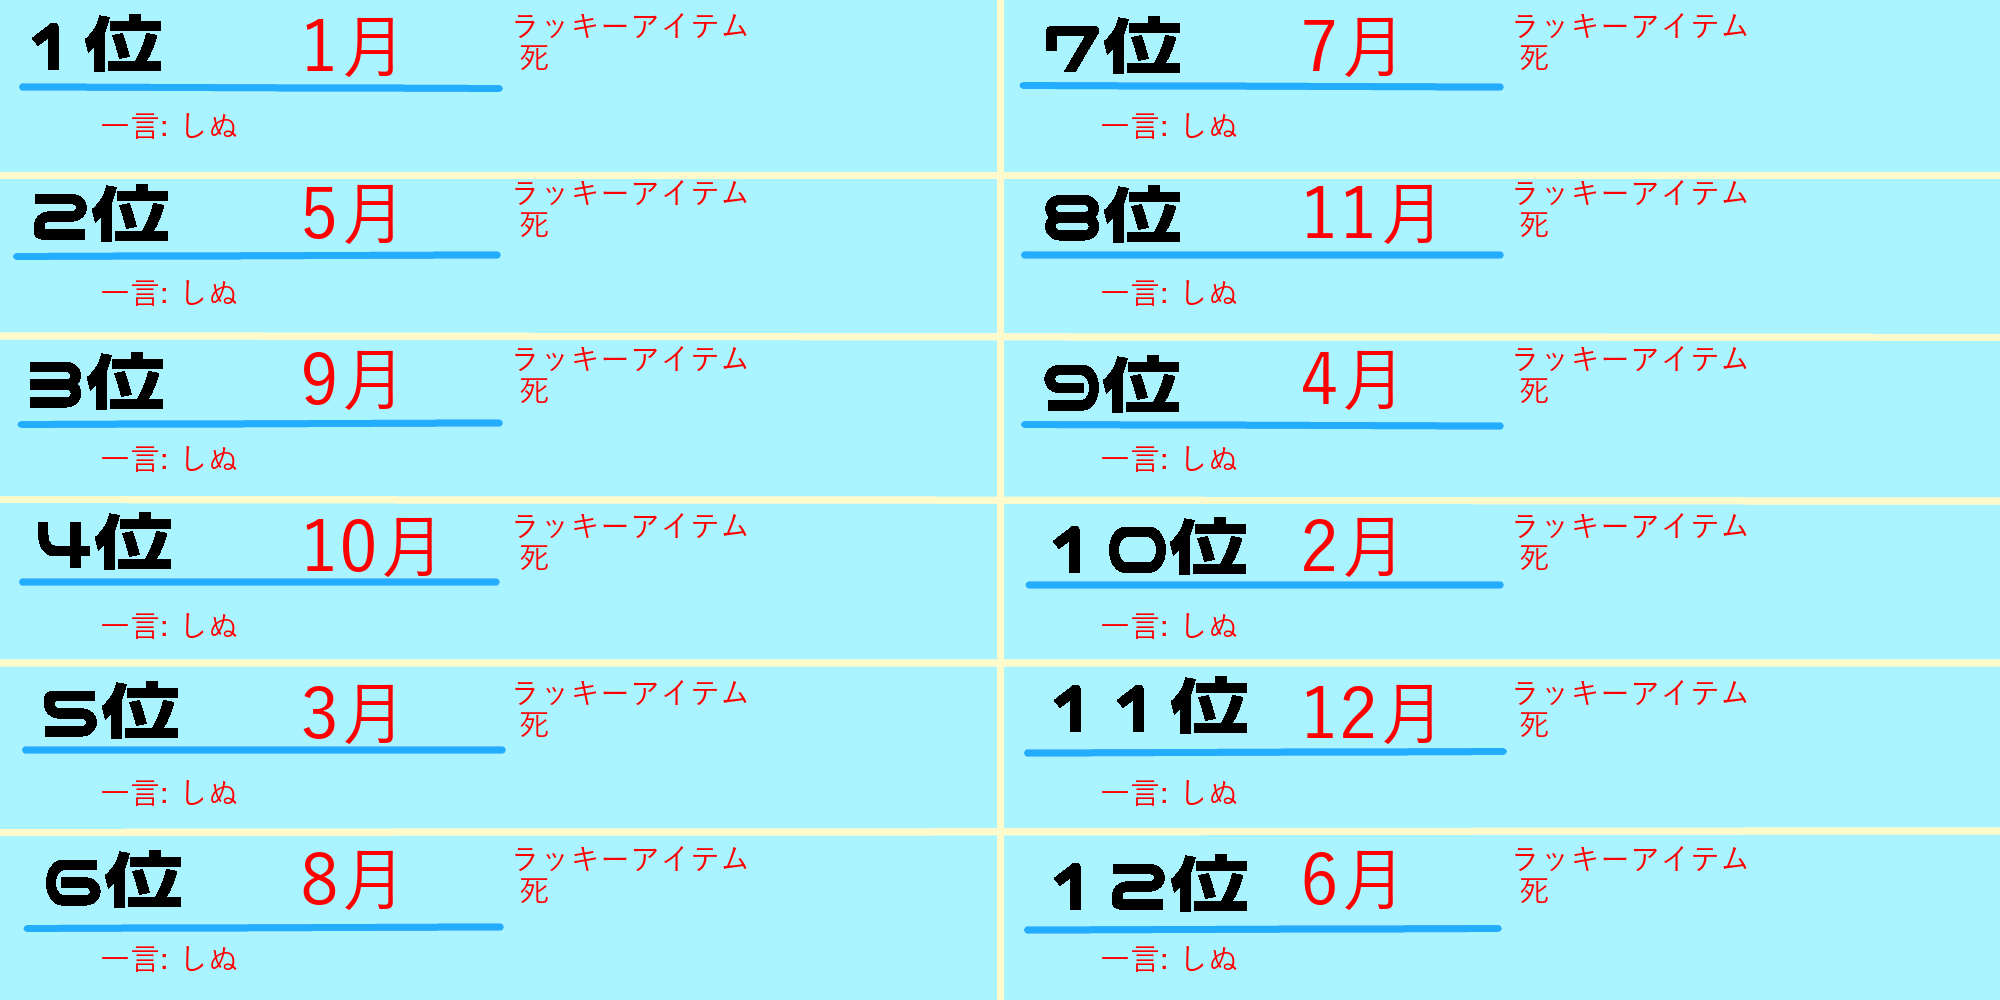 1位 1月 ラッキーアイテム
死
一言: しぬ
2位 5月 ラッキーアイテム
死
一言: しぬ
3位 9月 ラッキーアイテム
死
一言: しぬ
4位 10月 ラッキーアイテム
死
一言: しぬ
5位 3月 ラッキーアイテム
死
一言: しぬ
6位 8月 ラッキーアイテム
死
一言: しぬ
7位 7月 ラッキーアイテム
死
一言: しぬ
8位 11月 ラッキーアイテム
死
一言: しぬ
9位 4月 ラッキーアイテム
死
一言: しぬ
10位 2月 ラッキーアイテム
死
一言: しぬ
11位 12月 ラッキーアイテム
死
一言: しぬ
12位 6月 ラッキーアイテム
死
一言: しぬ